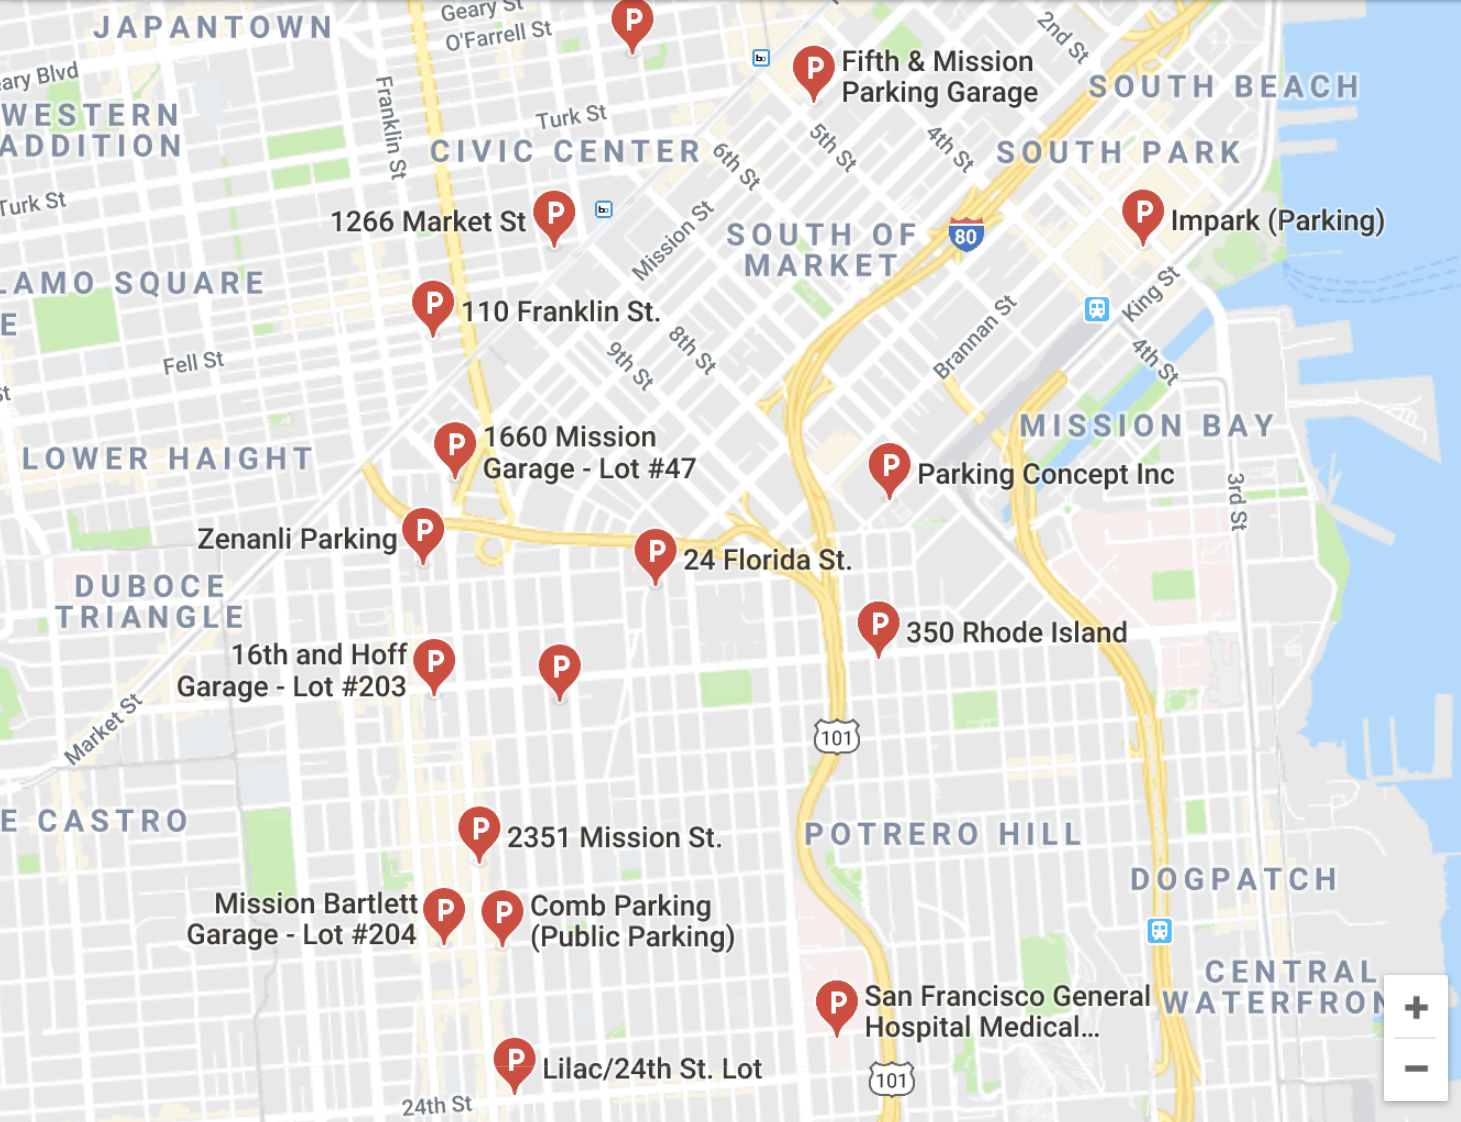 JAPANTOWN
Geary St
O'Farrell St
P
2nd St
P
Fifth & Mission
Parking Garage
SOUTH BEACH
eary Blvd
WESTERN
ADDITION
Franklin St
Turk St
CIVIC CENTER
6th St
5th St
4th St
SOUTH PARK
Turk St
1266 Market St
P
Mission St
SOUTH OF
MARKET
80
P
Impark (Parking)
LAMO SQUARE
E
P
110 Franklin St.
King St
Brannan St
4th St
Fell St
St
9th St
8th St
LOWER HAIGHT
P
1660 Mission
Garage - Lot #47
MISSION BAY
P
Parking Concept Inc
3rd St
Zenanli Parking
P
P
24 Florida St.
DUBOCE
TRIANGLE
P
350 Rhode Island
16th and Hoff
Garage - Lot #203
P
P
Market St
101
E CASTRO
P
2351 Mission St.
POTRERO HILL
DOGPATCH
Mission Bartlett
Garage - Lot #204
P
P
Comb Parking
(Public Parking)
CENTRAL
WATERFRON
P
San Francisco General
Hospital Medical...
+
−
P
Lilac/24th St. Lot
101
24th St